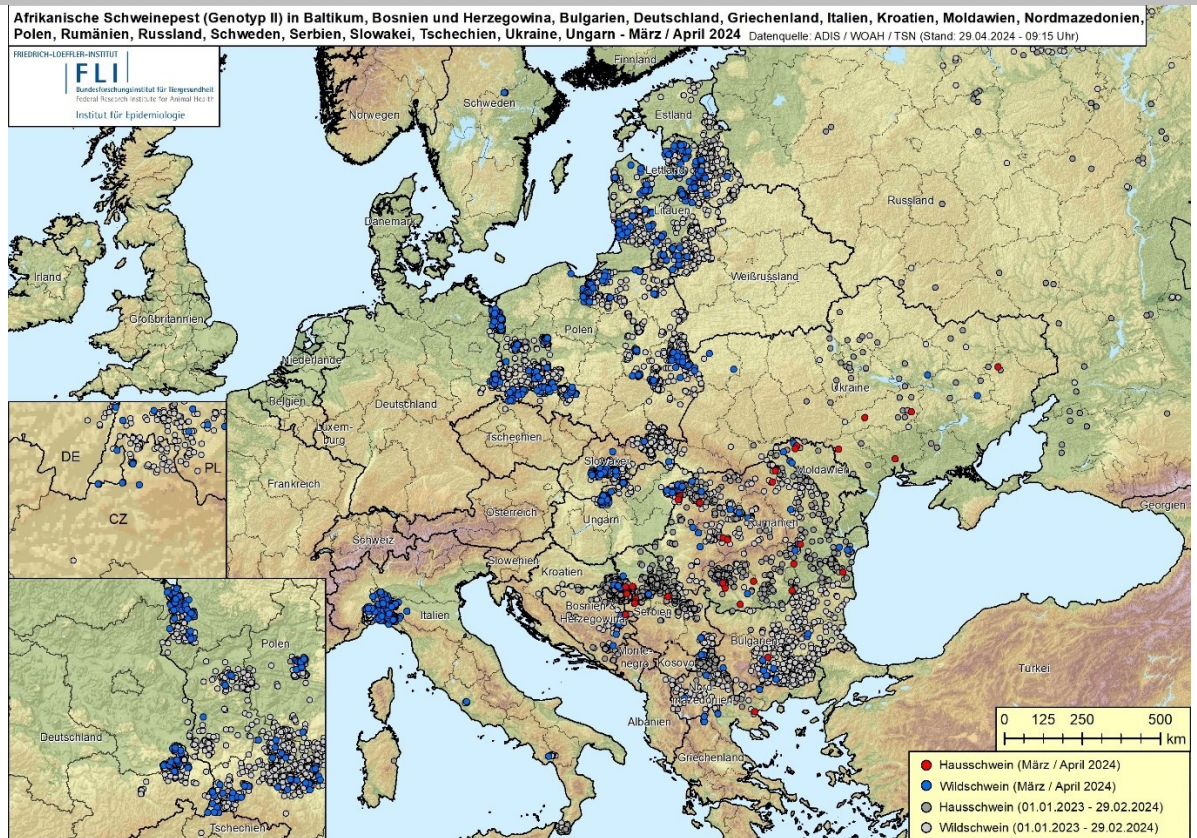 Afrikanische Schweinepest (Genotyp II) in Baltikum, Bosnien und Herzegowina, Bulgarien, Deutschland, Griechenland, Italien, Kroatien, Moldawien, Nordmazedonien,
Polen, Rumänien, Russland, Schweden, Serbien, Slowakei, Tschechien, Ukraine, Ungarn - März / April 2024 Datenquelle: ADIS / WOAH / TSN (Stand: 29.04.2024 - 09:15 Uhr)
FRIEDRICH-LOEFFLER-INSTITUT
FLI
Bundesforschungsinstitut für Tiergesundheit
Federal Research Institute for Animal Health
Institut für Epidemiologie
Finnland
Schweden
Norwegen
Estland
Lettland
Russland
Litauen
Dänemark
Irland
Weißrussland
Großbritannien
Polen
Niederlande
Ukraine
Belgien
Deutschland
Luxem-
burg
Tschechien
DE
PL
Slowakei
Moldawien
Frankreich
CZ
Österreich
Ungarn
Rumänien
Georgien
Schweiz
Slowenien
Kroatien
Bosnien &
Herzegowina
Serbien
Italien
Polen
Monte-
negro
Kosovo
Bulgarien
Türkei
Nord-
mazedonien
Albanien
Deutschland
Griechenland
Tschechien
0 125 250 500
km
Hausschwein (März / April 2024)
Wildschwein (März / April 2024)
Hausschwein (01.01.2023 - 29.02.2024)
Wildschwein (01.01.2023 - 29.02.2024)